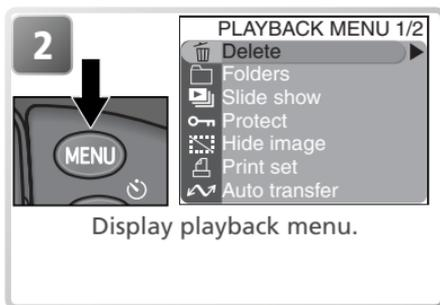 2
MENU
PLAYBACK MENU 1/2
Delete
Folders
Slide show
Protect
Hide image
Print set
Auto transfer
Display playback menu.